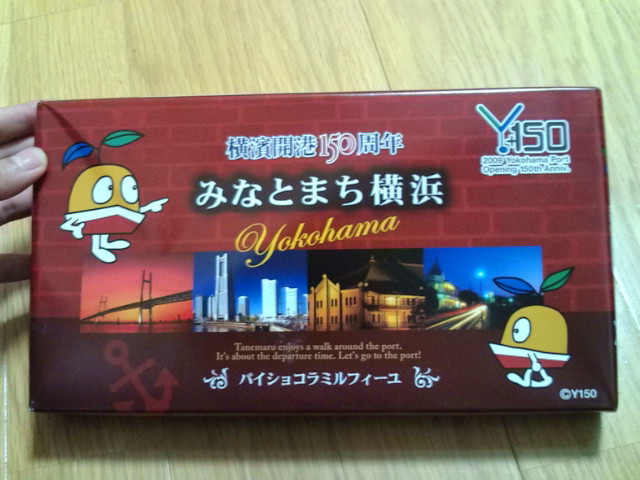 Y150
2009 Yokohama Port
Opening 150th Anniv.
横濱開港150周年
みなとまち横浜
Yokohama
Tanemaru enjoys a walk around the port.
It's about the departure time. Let's go to the port!
パイショコラミルフィーユ
©Y150